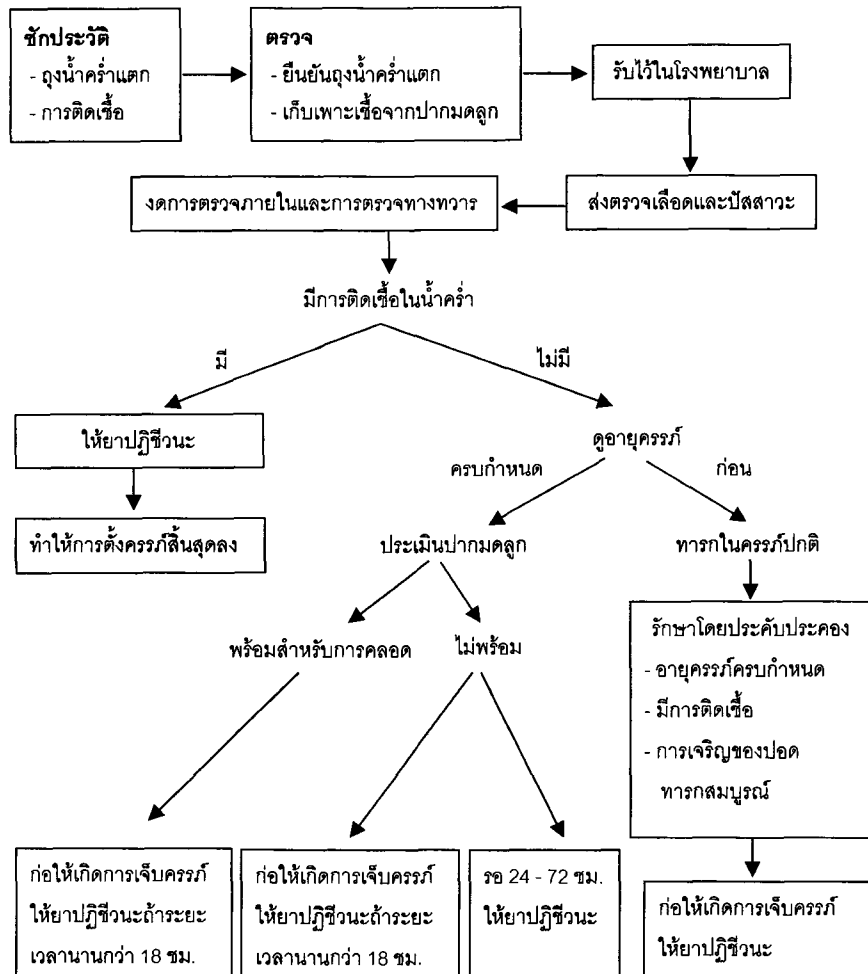 ซักประวัติ
- ถุงน้ำคร่ำแตก
- การติดเชื้อ
ตรวจ
- ยืนยันถุงน้ำคร่ำแตก
- เก็บเพาะเชื้อจากปากมดลูก
รับไว้ในโรงพยาบาล
งดการตรวจภายในและการตรวจทางทวาร
ส่งตรวจเลือดและปัสสาวะ
มีการติดเชื้อในน้ำคร่ำ
มี
ไม่มี
ให้ยาปฏิชีวนะ
ดูอายุครรภ์
ครบกำหนด
ก่อน
ทำให้การตั้งครรภ์สิ้นสุดลง
ประเมินปากมดลูก
ทารกในครรภ์ปกติ
พร้อมสำหรับการคลอด
ไม่พร้อม
รักษาโดยประคับประคอง
- อายุครรภ์ครบกำหนด
- มีการติดเชื้อ
- การเจริญของปอด
ทารกสมบูรณ์
ก่อให้เกิดการเจ็บครรภ์
ให้ยาปฏิชีวนะถ้าระยะ
เวลานานกว่า 18 ชม.
ก่อให้เกิดการเจ็บครรภ์
ให้ยาปฏิชีวนะถ้าระยะ
เวลานานกว่า 18 ชม.
รอ 24 - 72 ชม.
ให้ยาปฏิชีวนะ
ก่อให้เกิดการเจ็บครรภ์
ให้ยาปฏิชีวนะ